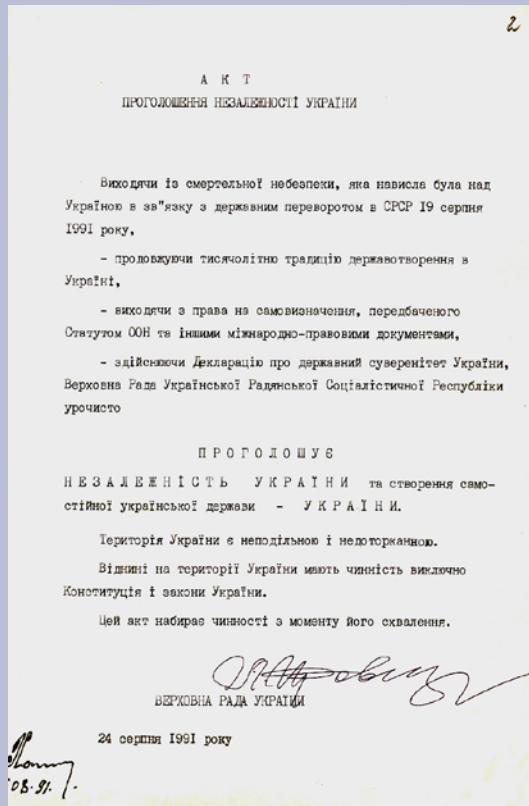 2
А К Т
ПРОГОЛОШЕННЯ НЕЗАЛЕЖНОСТІ УКРАЇНИ
Виходячи із смертельної небезпеки, яка нависла була над
Україною в зв"язку з державним переворотом в СРСР 19 серпня
1991 року,
- продовжуючи тисячолітню традицію державотворення в
Україні,
- виходячи з права на самовизначення, передбаченого
Статутом ООН та іншими міжнародно-правовими документами,
- здійснюючи Декларацію про державний суверенітет України,
Верховна Рада Української Радянської Соціалістичної Республіки
урочисто
П Р О Г О Л О Ш У Є
Н Е З А Л Е Ж Н І С Т Ь У К Р А Ї Н И та створення само-
стійної української держави - У К Р А Ї Н И.
Територія України є неподільною і недоторканною.
Віднині на території України мають чинність виключно
Конституція і закони України.
Цей акт набирає чинності з моменту його схвалення.
ВЕРХОВНА РАДА УКРАЇНИ
24 серпня 1991 року
08.91.